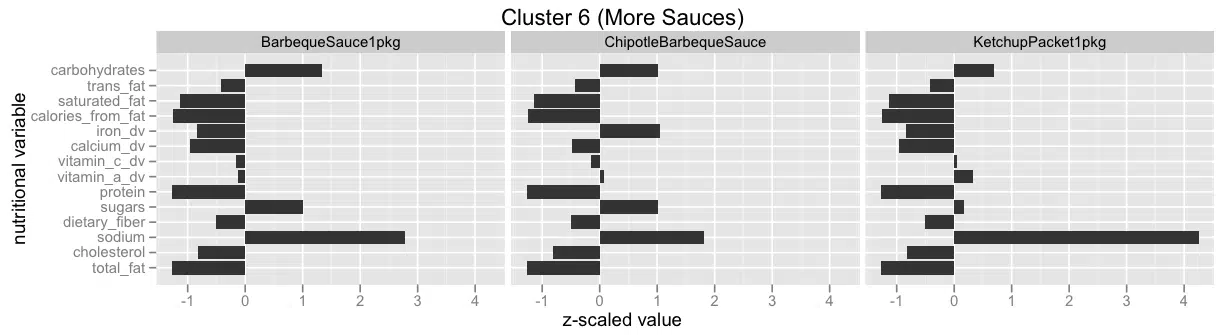 Cluster 6 (More Sauces)
BarbequeSauce1pkg
ChipotleBarbequeSauce
KetchupPacket1pkg
nutritional variable
carbohydrates
trans_fat
saturated_fat
calories_from_fat
iron_dv
calcium_dv
vitamin_c_dv
vitamin_a_dv
protein
sugars
dietary_fiber
sodium
cholesterol
total_fat
-1 0 1 2 3 4
-1 0 1 2 3 4
-1 0 1 2 3 4
z-scaled value